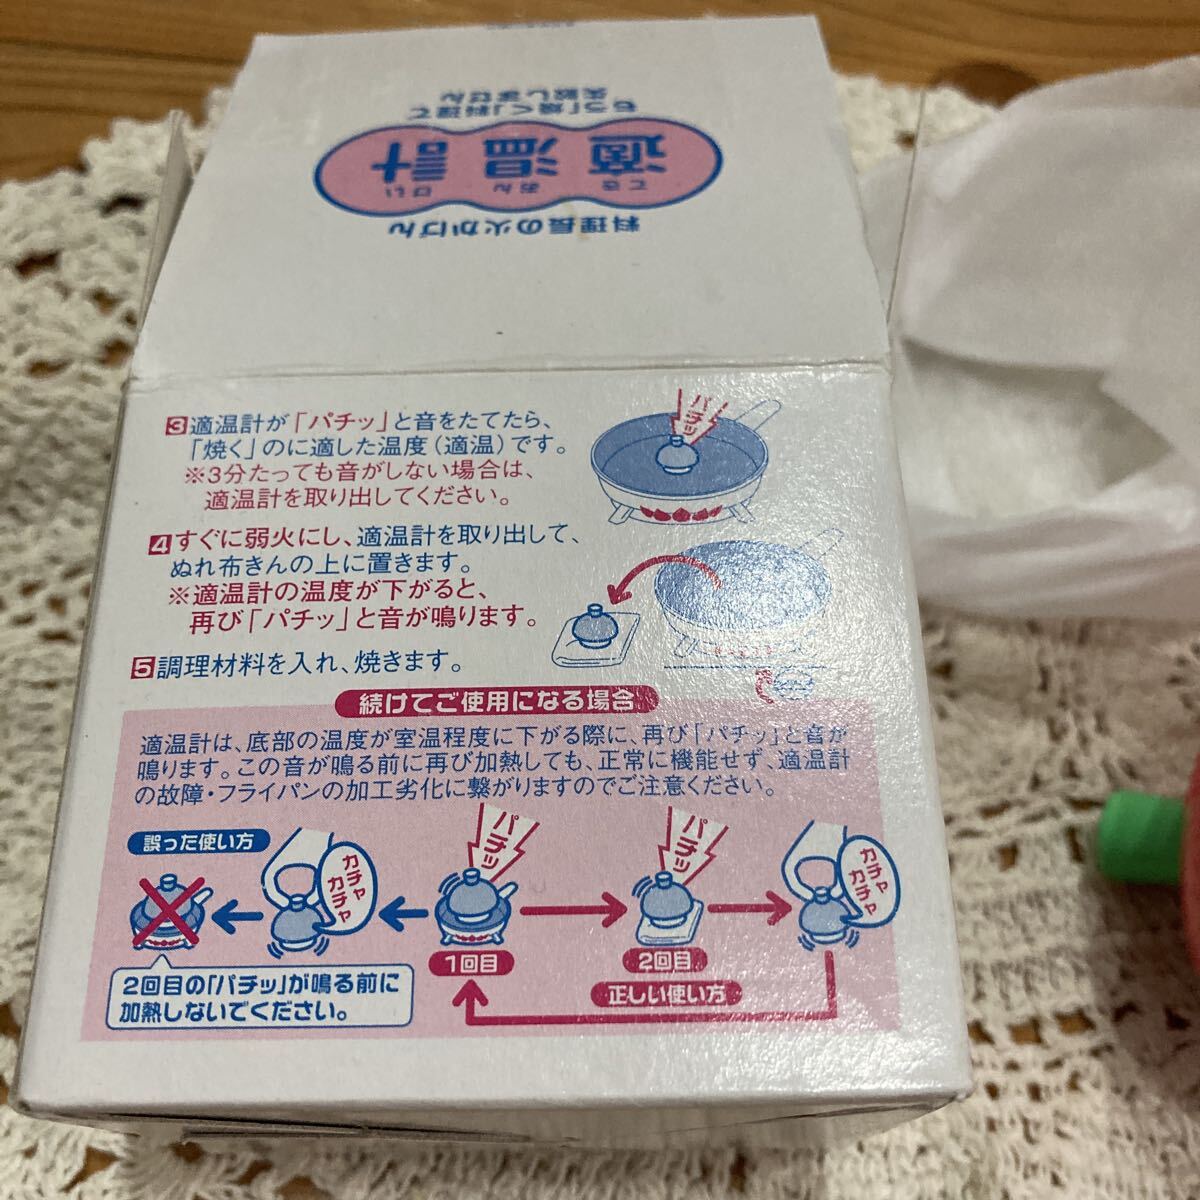 もう「焼く」料理で
失敗しません
適温計
てき おん けい
料理長の火かげん
3 適温計が「パチッ」と音をたてたら、
「焼く」のに適した温度(適温)です。
※3分たっても音がしない場合は、
適温計を取り出してください。
パチッ
4 すぐに弱火にし、適温計を取り出して、
ぬれ布きんの上に置きます。
※適温計の温度が下がると、
再び「パチッ」と音が鳴ります。
5 調理材料を入れ、焼きます。
続けてご使用になる場合
適温計は、底部の温度が室温程度に下がる際に、再び「パチッ」と音が
鳴ります。この音が鳴る前に再び加熱しても、正常に機能せず、適温計
の故障・フライパンの加工劣化に繋がりますのでご注意ください。
誤った使い方
カチャ
カチャ
パチッ
パチッ
カチャ
カチャ
1回目
2回目
正しい使い方
2回目の「パチッ」が鳴る前に
加熱しないでください。